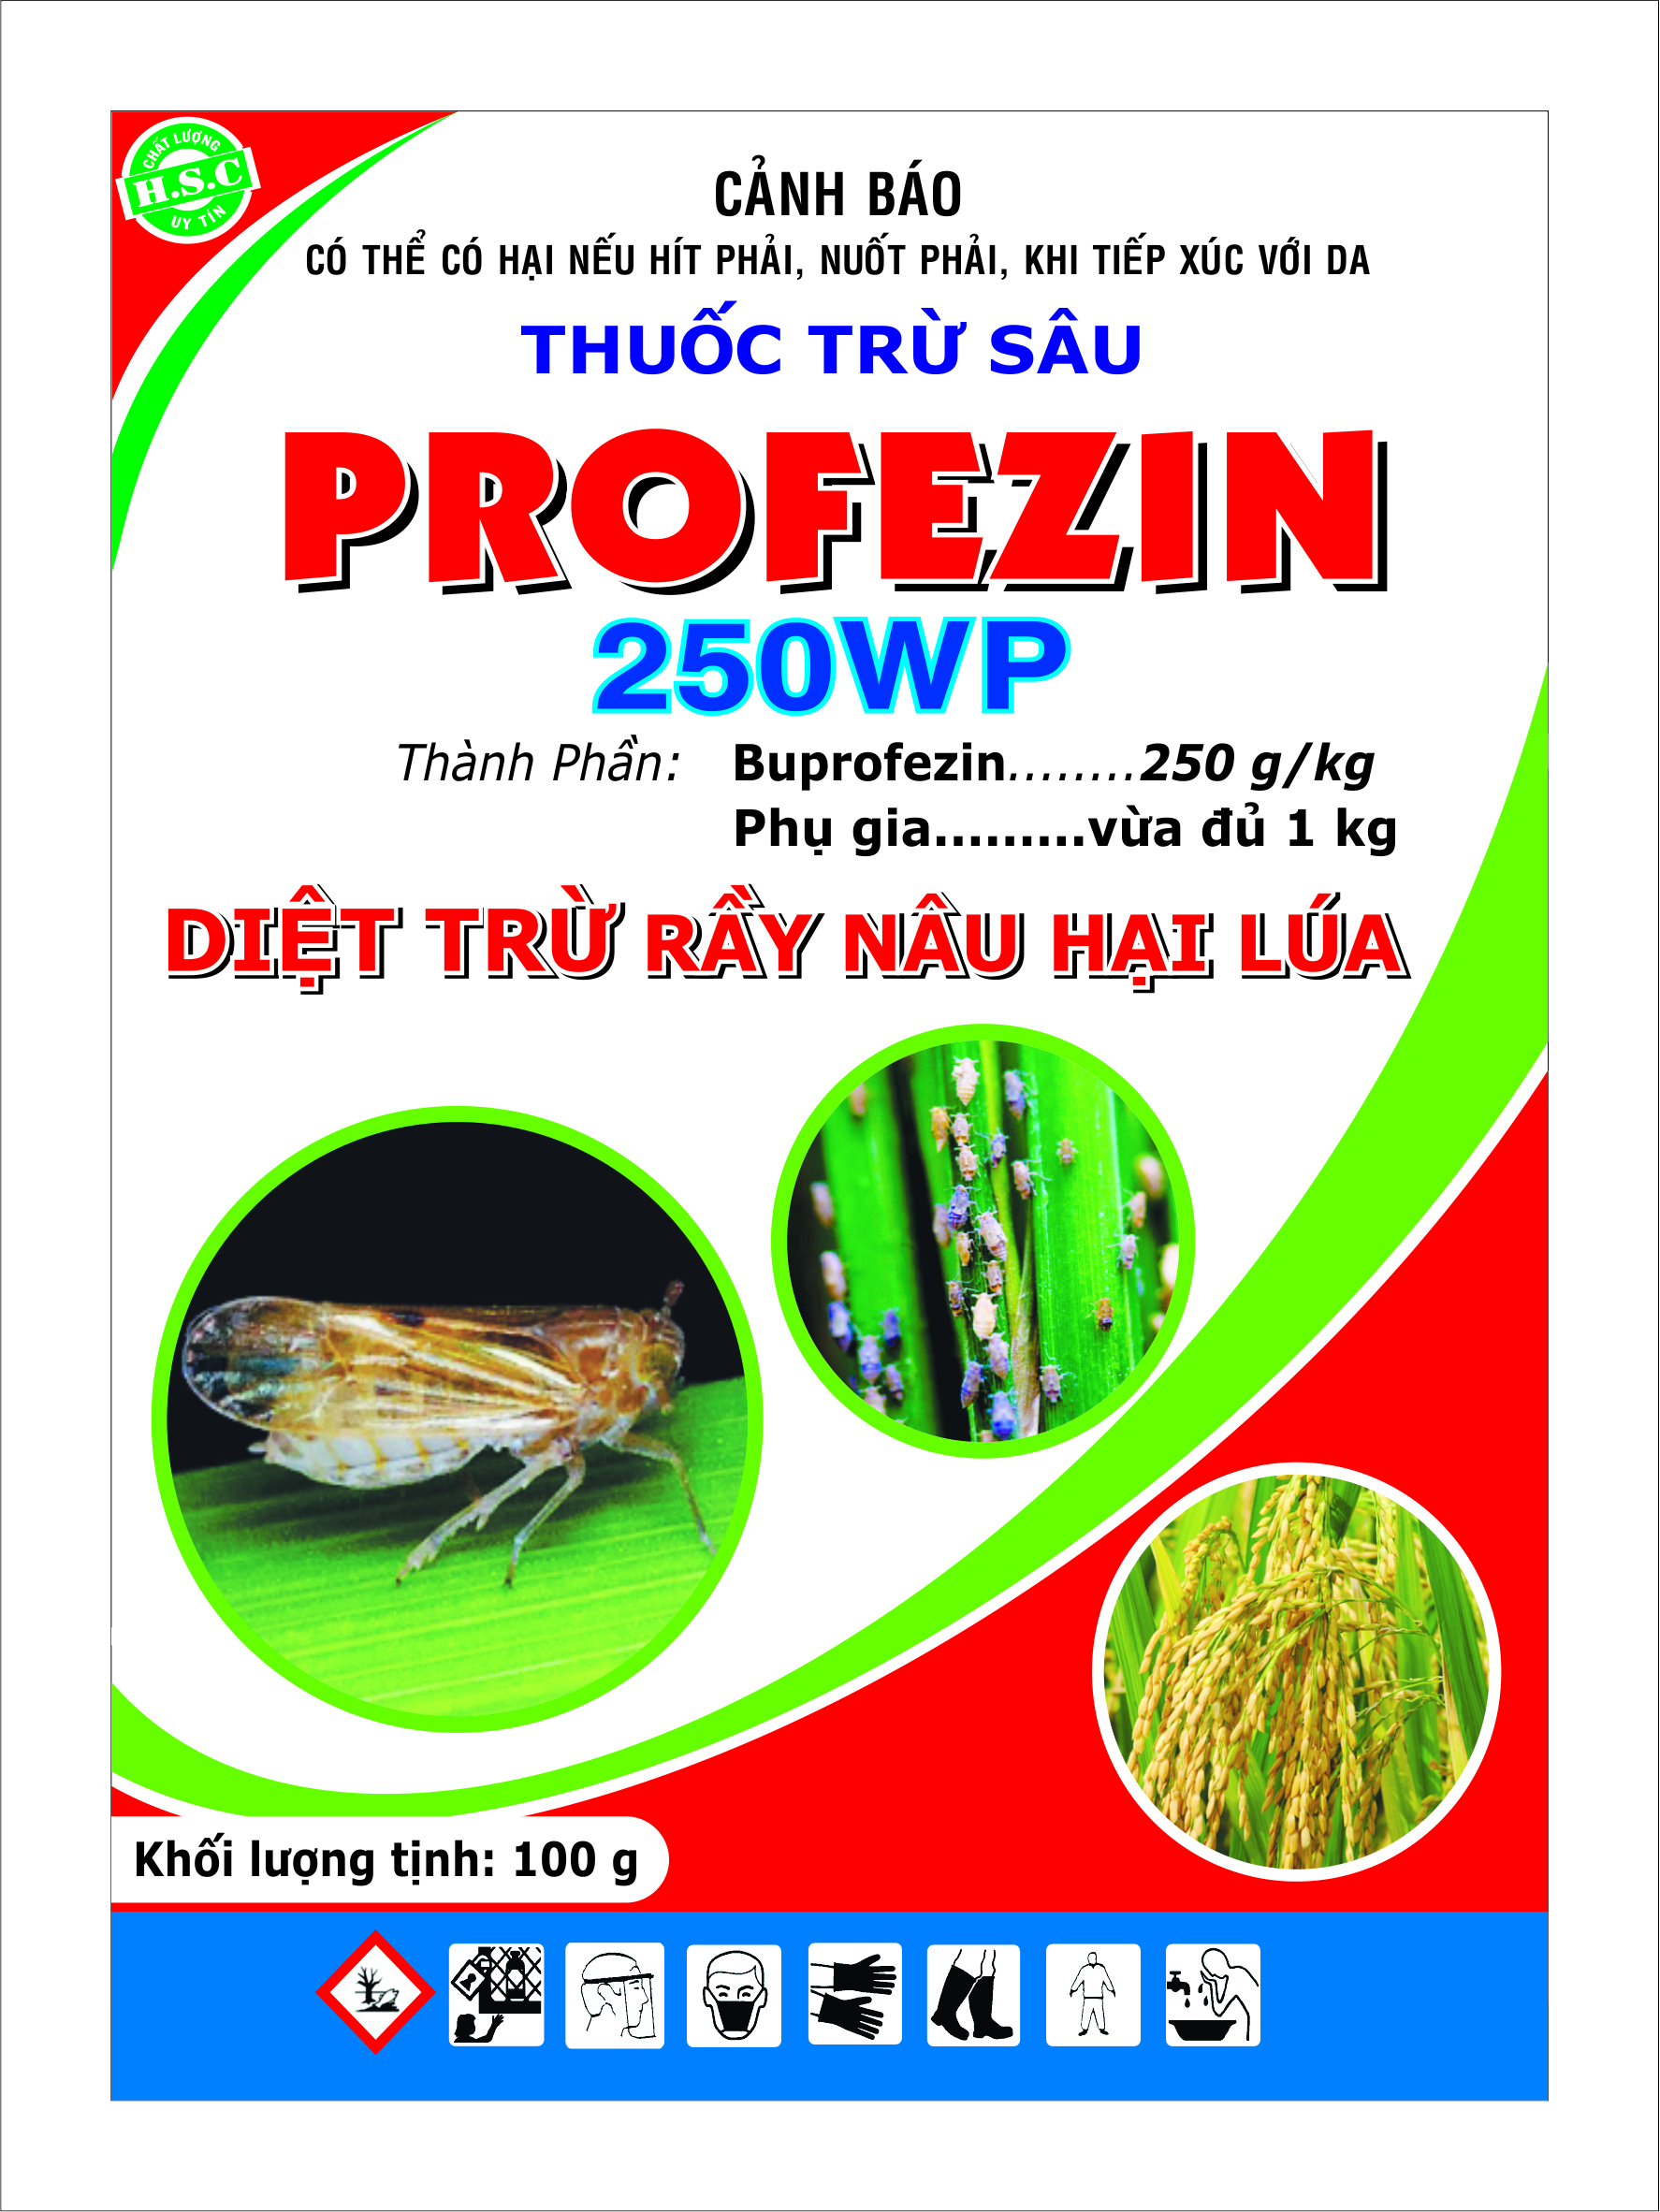 CHẤT LƯỢNG
H.S.C
UY TÍN
CẢNH BÁO
CÓ THỂ CÓ HẠI NẾU HÍT PHẢI, NUỐT PHẢI, KHI TIẾP XÚC VỚI DA
THUỐC TRỪ SÂU
PROFEZIN
250WP
Thành Phần: Buprofezin........250 g/kg
Phụ gia.........vừa đủ 1 kg
DIỆT TRỪ RẦY NÂU HẠI LÚA
Khối lượng tịnh: 100 g